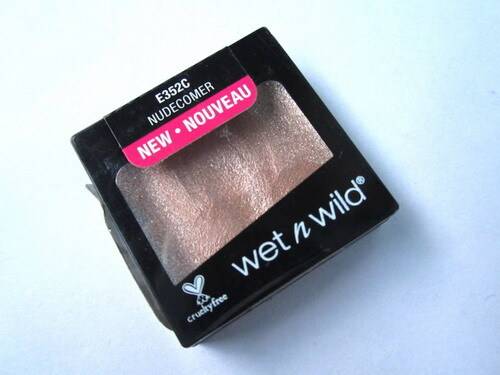 E352C
NUDECOMER
NEW • NOUVEAU
wet n wild®
crueltyfree